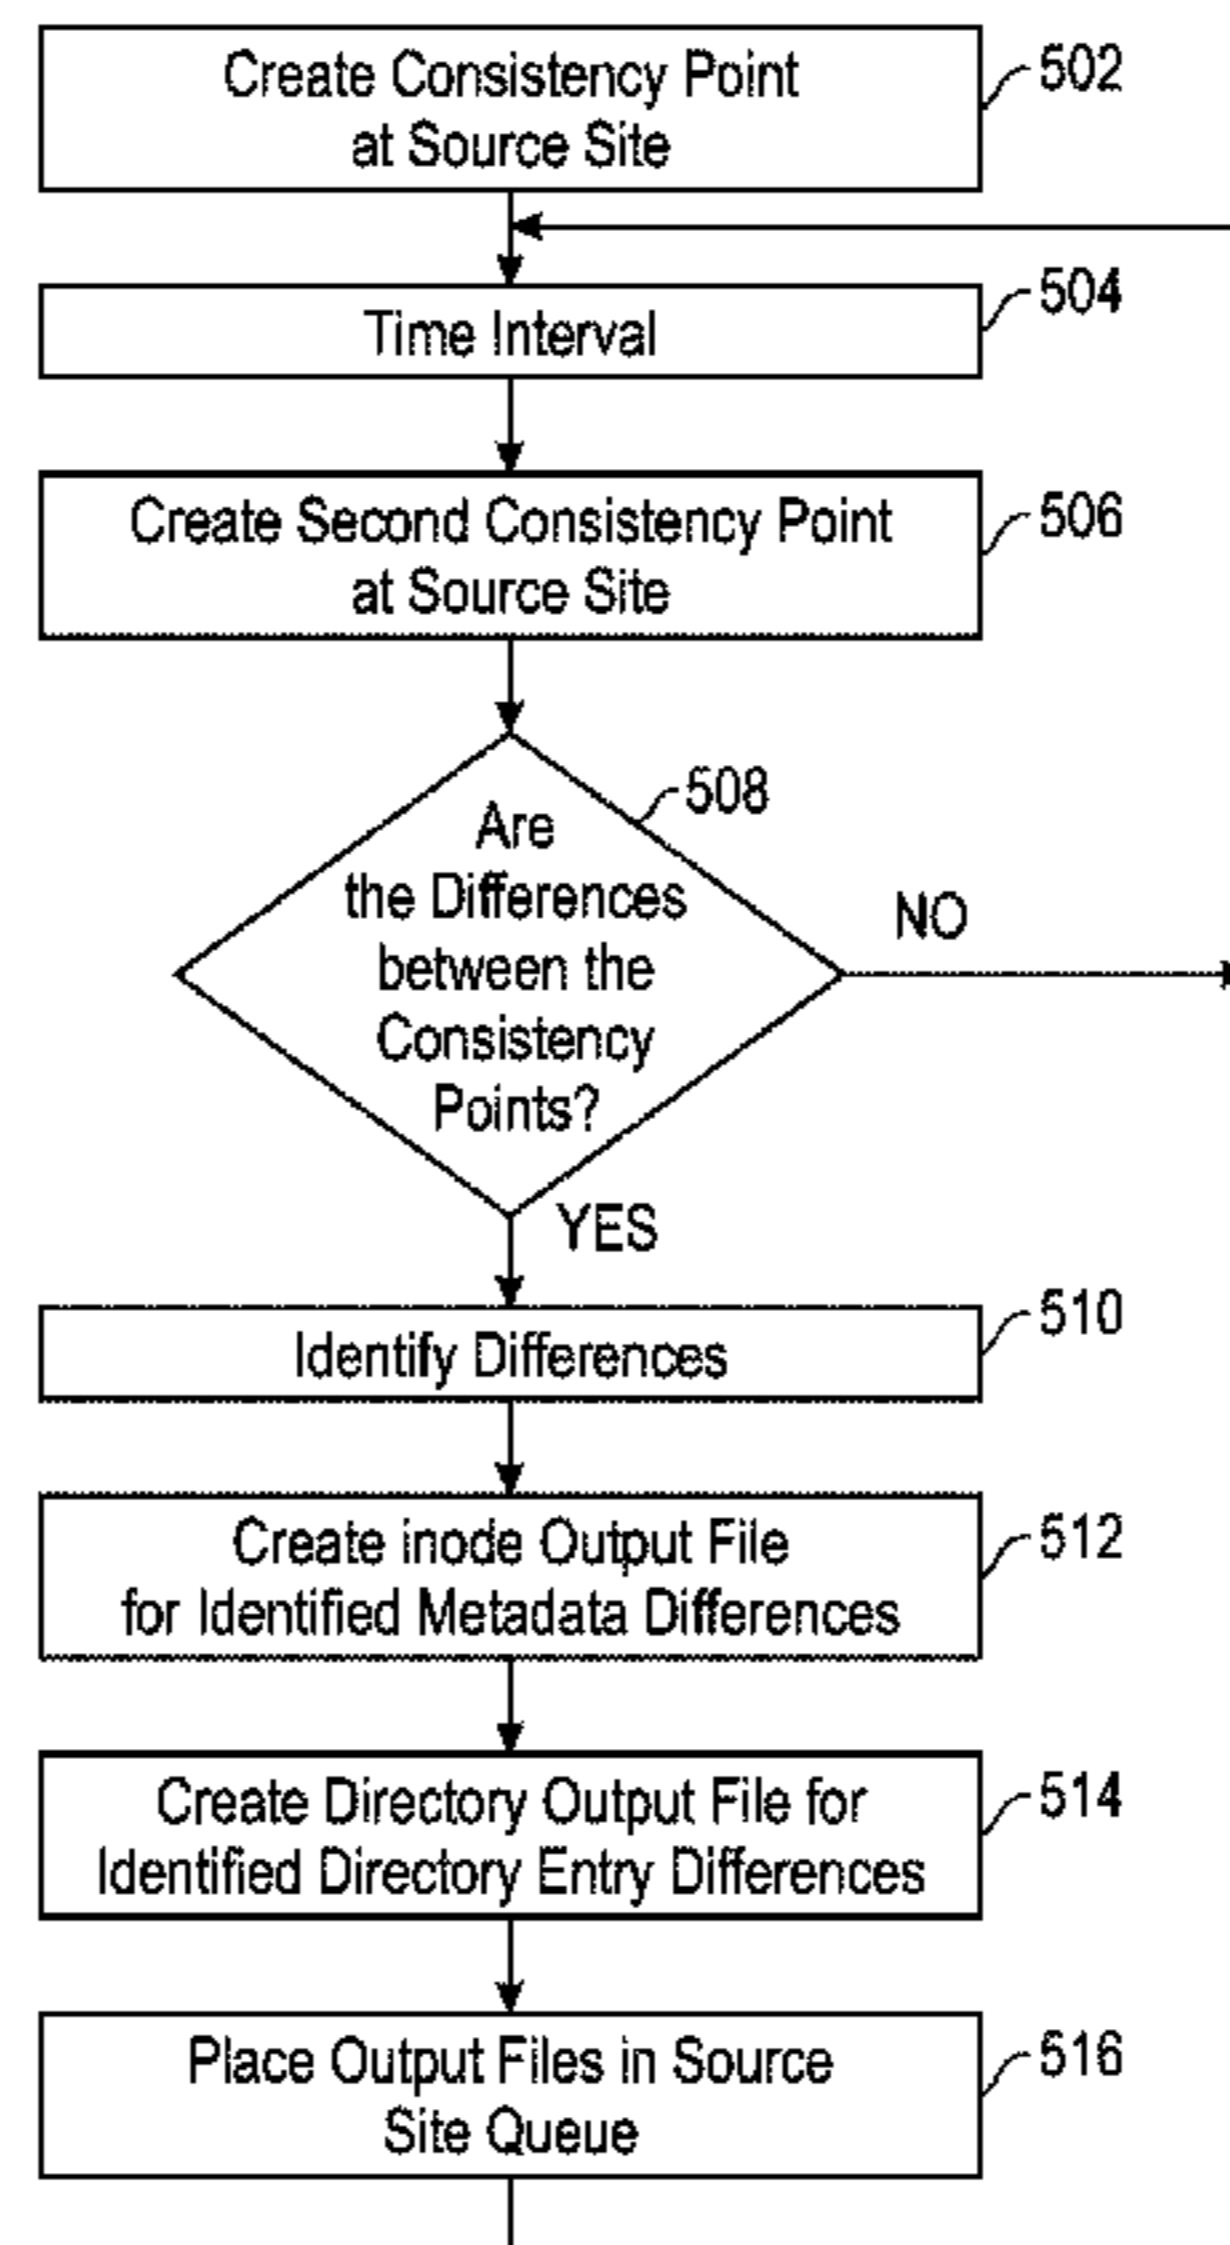 Create Consistency Point
at Source Site
502
Time Interval
504
Create Second Consistency Point
at Source Site
506
508
Are
the Differences
between the
Consistency
Points?
NO
YES
Identify Differences
510
Create inode Output File
for Identified Metadata Differences
512
Create Directory Output File for
Identified Directory Entry Differences
514
Place Output Files in Source
Site Queue
516